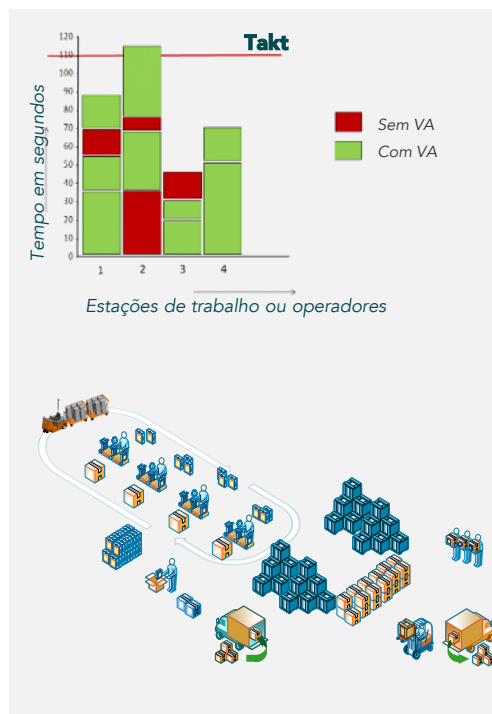 Takt
120
110
100
90
80
70
60
50
40
30
20
10
0
Tempo em segundos
Sem VA
Com VA
1 2 3 4
Estações de trabalho ou operadores